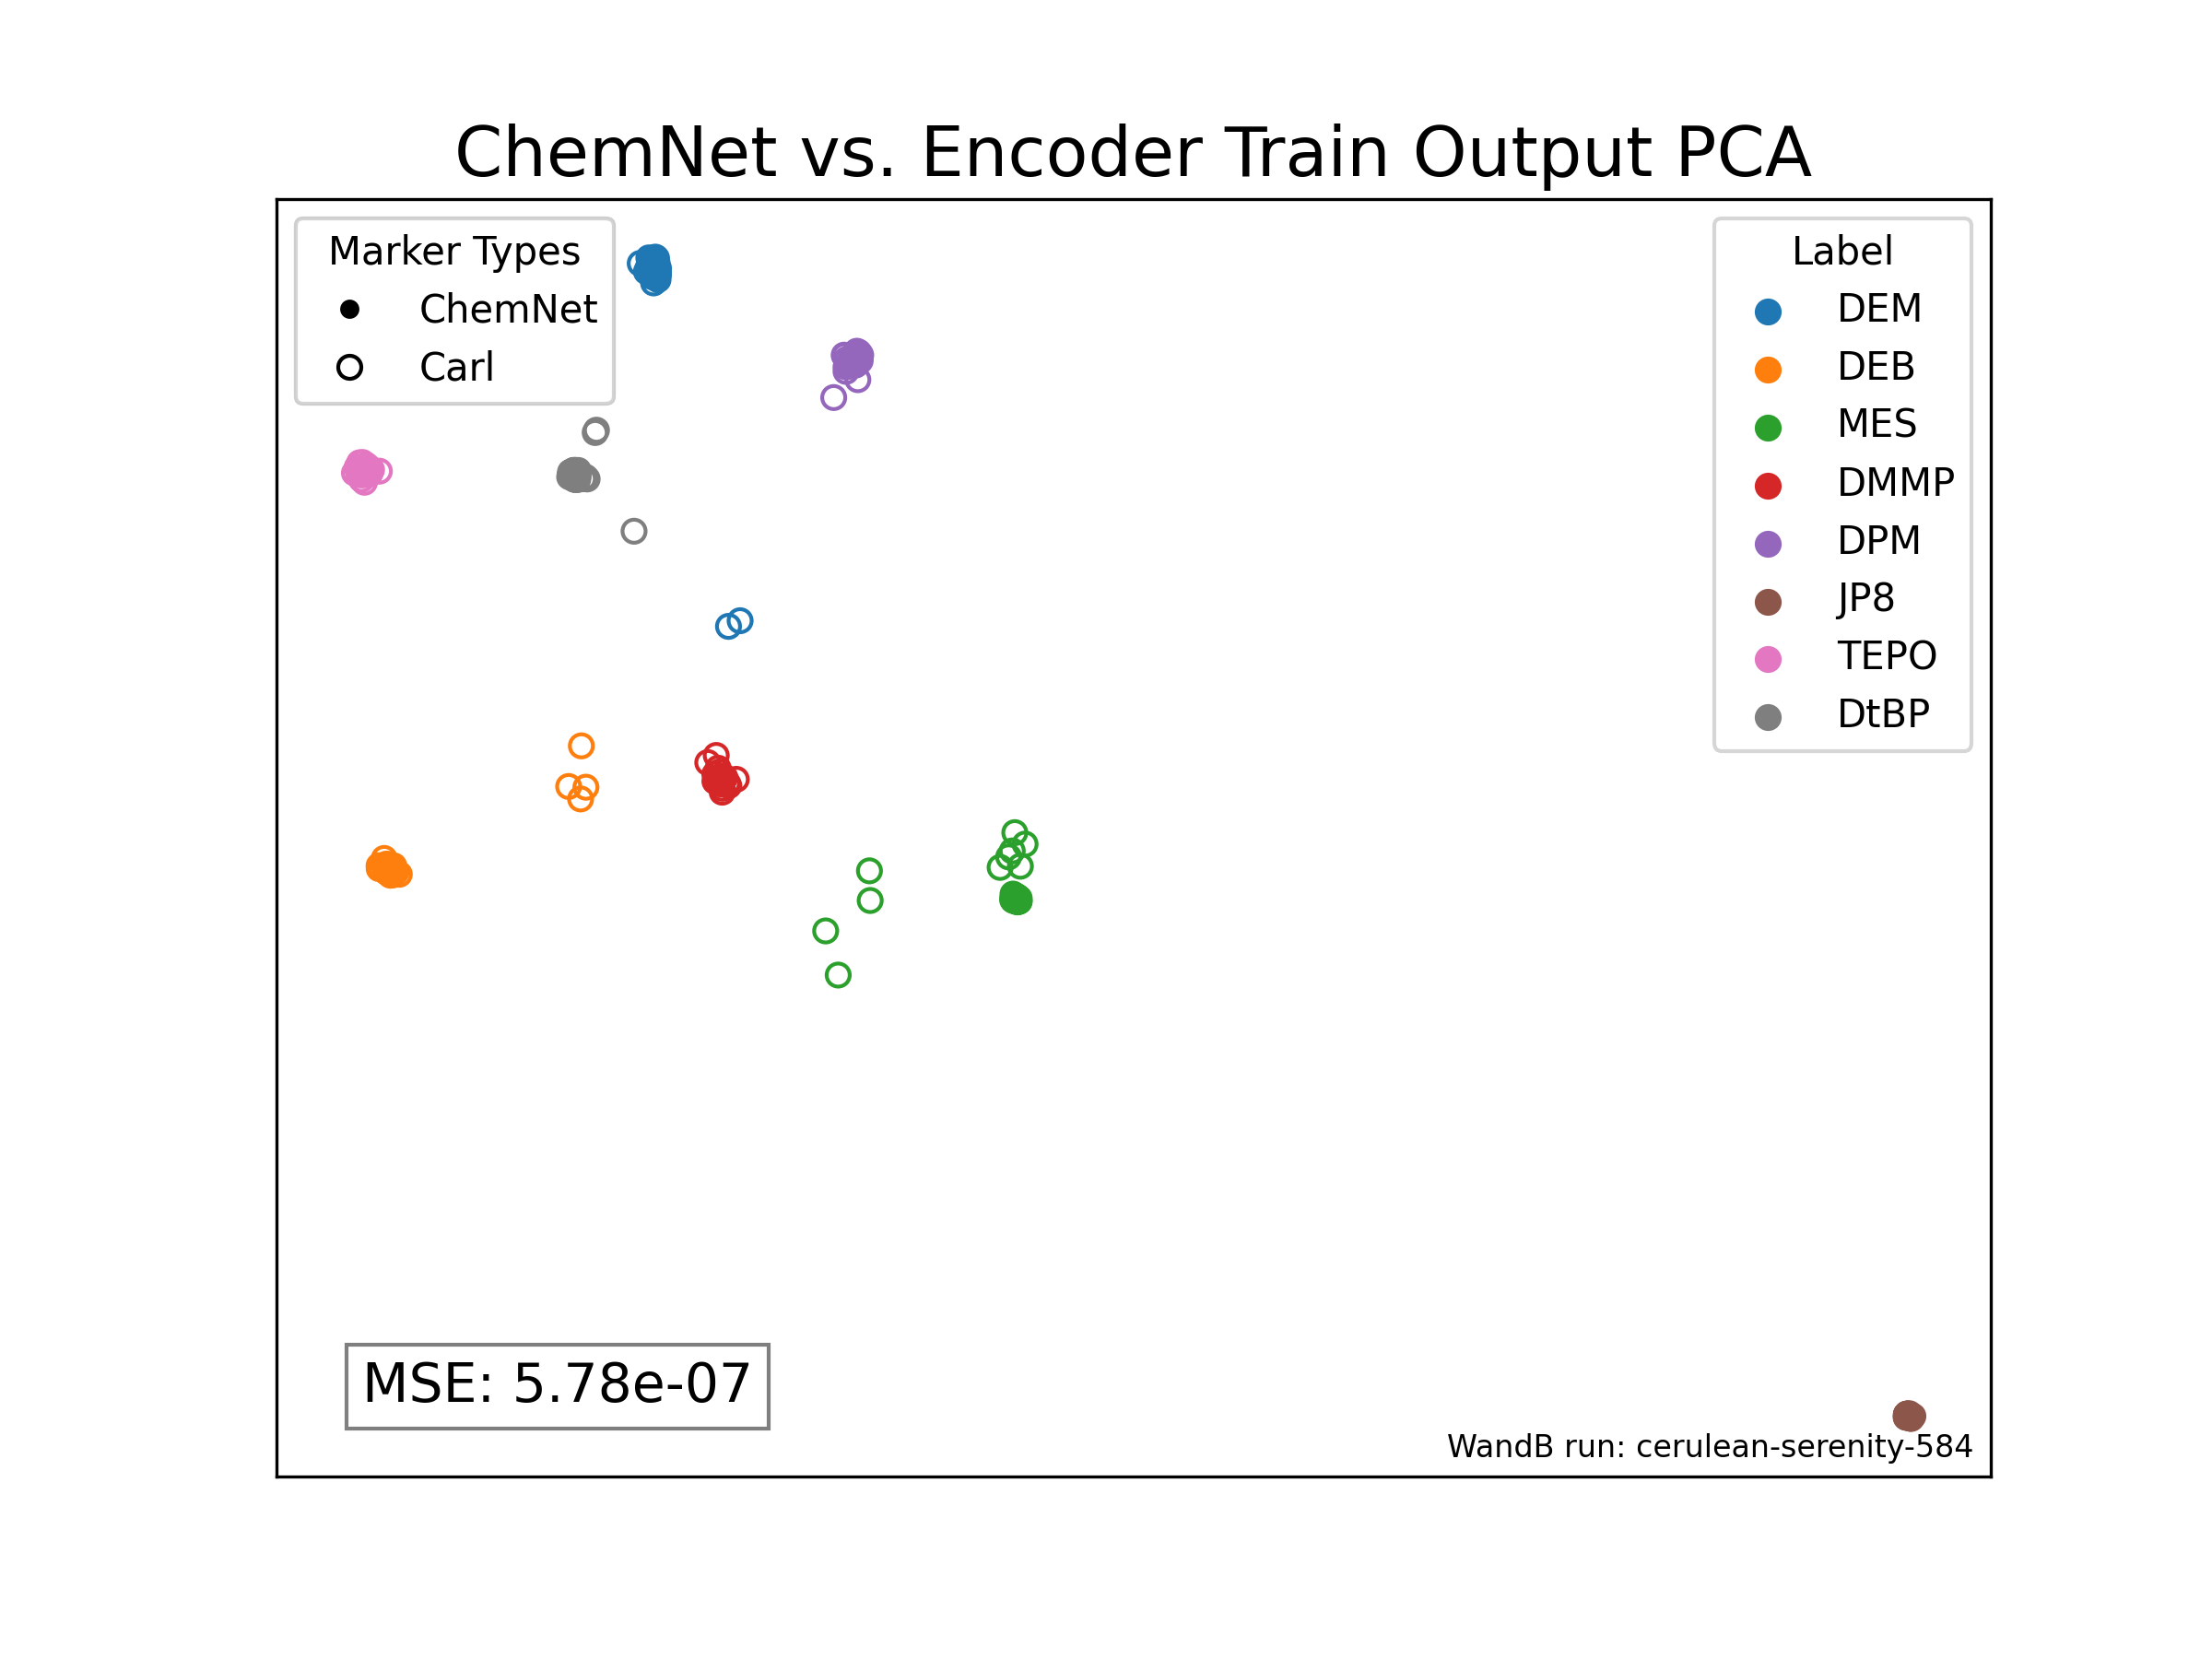 ChemNet vs. Encoder Train Output PCA
Marker Types
ChemNet
Carl
Label
DEM
DEB
MES
DMMP
DPM
JP8
TEPO
DtBP
MSE: 5.78e-07
WandB run: cerulean-serenity-584